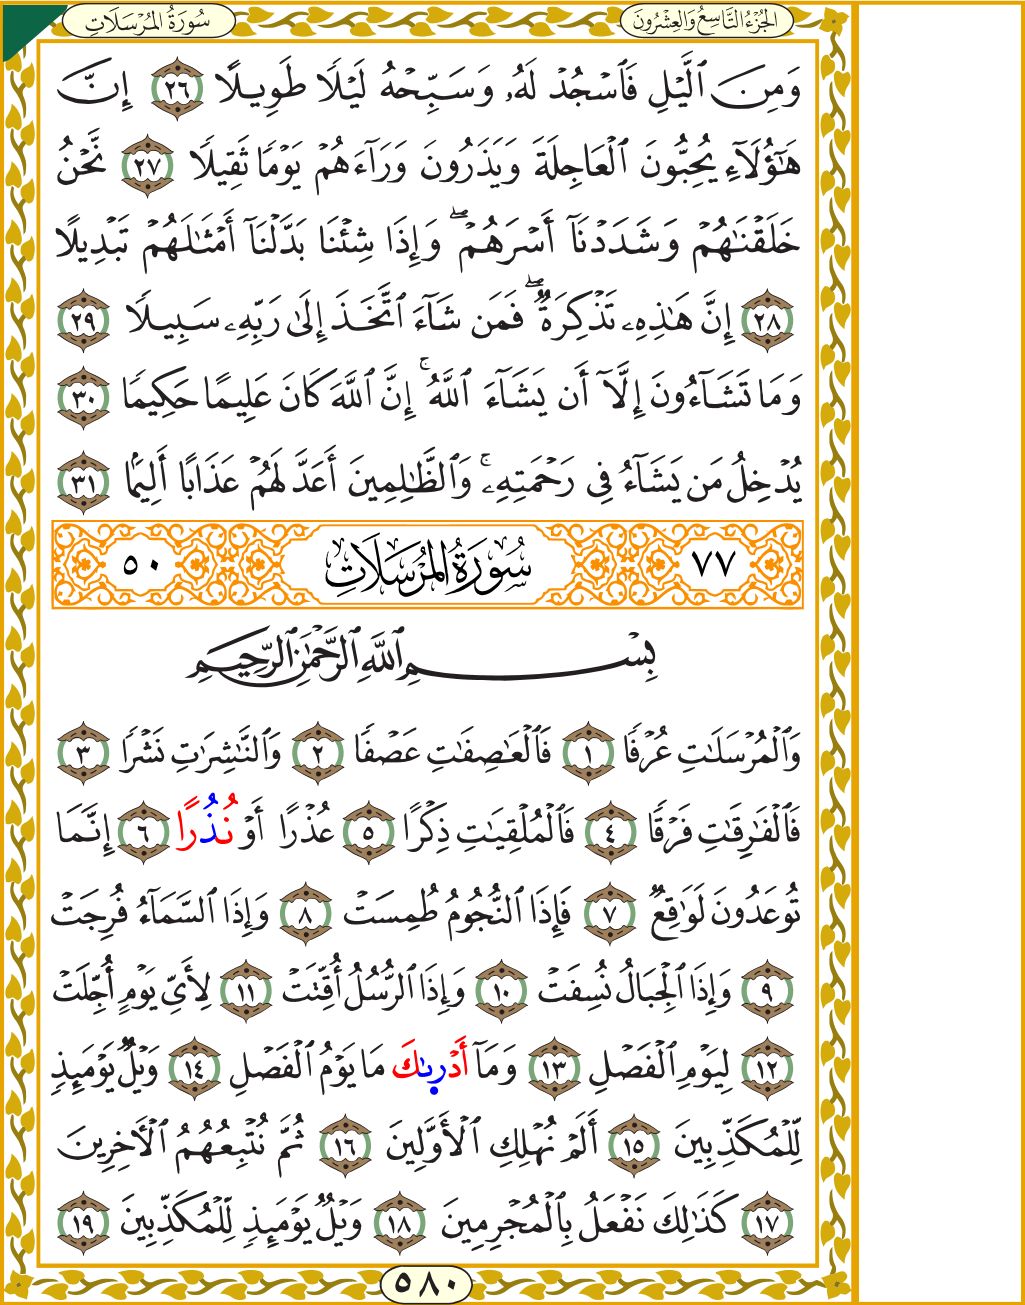 سُورَةُ المُرْسَلَاتِ
الجُزْءُ التَّاسِعُ وَالعِشْرُونَ
وَمِنَ ٱلَّيْلِ فَٱسْجُدْ لَهُۥ وَسَبِّحْهُ لَيْلًا طَوِيلًا ٢٦ إِنَّ
هَٰٓؤُلَآءِ يُحِبُّونَ ٱلْعَاجِلَةَ وَيَذَرُونَ وَرَآءَهُمْ يَوْمًا ثَقِيلًا ٢٧ نَّحْنُ
خَلَقْنَٰهُمْ وَشَدَدْنَآ أَسْرَهُمْ ۖ وَإِذَا شِئْنَا بَدَّلْنَآ أَمْثَٰلَهُمْ تَبْدِيلًا
٢٨ إِنَّ هَٰذِهِۦ تَذْكِرَةٌ ۖ فَمَن شَآءَ ٱتَّخَذَ إِلَىٰ رَبِّهِۦ سَبِيلًا ٢٩
وَمَا تَشَآءُونَ إِلَّآ أَن يَشَآءَ ٱللَّهُ ۚ إِنَّ ٱللَّهَ كَانَ عَلِيمًا حَكِيمًا ٣٠
يُدْخِلُ مَن يَشَآءُ فِى رَحْمَتِهِۦ ۚ وَٱلظَّٰلِمِينَ أَعَدَّ لَهُمْ عَذَابًا أَلِيمًۢا ٣١
٧٧ سُورَةُ المُرْسَلَاتِ ٥٠
بِسْمِ ٱللَّهِ ٱلرَّحْمَٰنِ ٱلرَّحِيمِ
وَٱلْمُرْسَلَٰتِ عُرْفًا ١ فَٱلْعَٰصِفَٰتِ عَصْفًا ٢ وَٱلنَّٰشِرَٰتِ نَشْرًا ٣
فَٱلْفَٰرِقَٰتِ فَرْقًا ٤ فَٱلْمُلْقِيَٰتِ ذِكْرًا ٥ عُذْرًا أَوْ نُذُرًا ٦ إِنَّمَا
تُوعَدُونَ لَوَٰقِعٌ ٧ فَإِذَا ٱلنُّجُومُ طُمِسَتْ ٨ وَإِذَا ٱلسَّمَآءُ فُرِجَتْ
٩ وَإِذَا ٱلْجِبَالُ نُسِفَتْ ١٠ وَإِذَا ٱلرُّسُلُ أُقِّتَتْ ١١ لِأَىِّ يَوْمٍ أُجِّلَتْ
١٢ لِيَوْمِ ٱلْفَصْلِ ١٣ وَمَآ أَدْرٜىٰكَ مَا يَوْمُ ٱلْفَصْلِ ١٤ وَيْلٌ يَوْمَئِذٍ
لِّلْمُكَذِّبِينَ ١٥ أَلَمْ نُهْلِكِ ٱلْأَوَّلِينَ ١٦ ثُمَّ نُتْبِعُهُمُ ٱلْأَخِرِينَ
١٧ كَذَٰلِكَ نَفْعَلُ بِٱلْمُجْرِمِينَ ١٨ وَيْلٌ يَوْمَئِذٍ لِّلْمُكَذِّبِينَ ١٩
٥٨٠